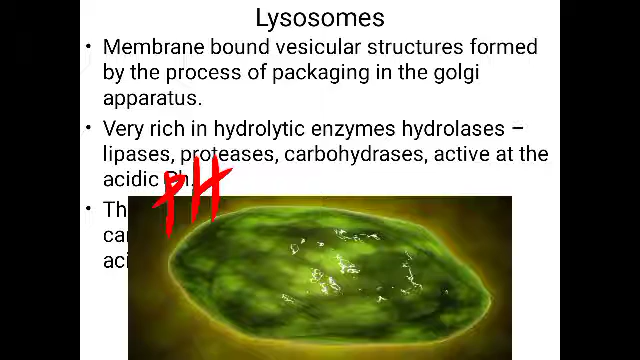 Lysosomes
• Membrane bound vesicular structures formed
by the process of packaging in the golgi
apparatus.
• Very rich in hydrolytic enzymes hydrolases –
lipases, proteases, carbohydrases, active at the
acidic Ph.
PH